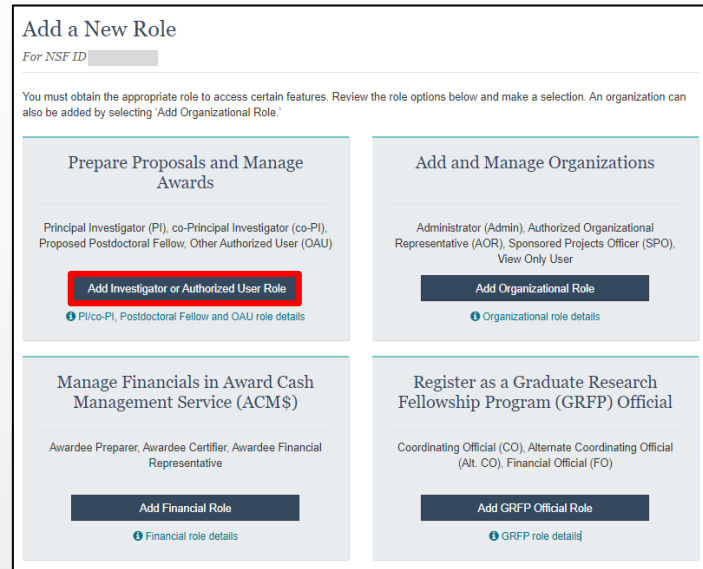 Add a New Role
For NSF ID
You must obtain the appropriate role to access certain features. Review the role options below and make a selection. An organization can
also be added by selecting 'Add Organizational Role.'
Prepare Proposals and Manage
Awards
Principal Investigator (PI), co-Principal Investigator (co-PI),
Proposed Postdoctoral Fellow, Other Authorized User (OAU)
Add Investigator or Authorized User Role
PI/co-PI, Postdoctoral Fellow and OAU role details
Add and Manage Organizations
Administrator (Admin), Authorized Organizational
Representative (AOR), Sponsored Projects Officer (SPO),
View Only User
Add Organizational Role
Organizational role details
Manage Financials in Award Cash
Management Service (ACM$)
Awardee Preparer, Awardee Certifier, Awardee Financial
Representative
Add Financial Role
Financial role details
Register as a Graduate Research
Fellowship Program (GRFP) Official
Coordinating Official (CO), Alternate Coordinating Official
(Alt. CO), Financial Official (FO)
Add GRFP Official Role
GRFP role details